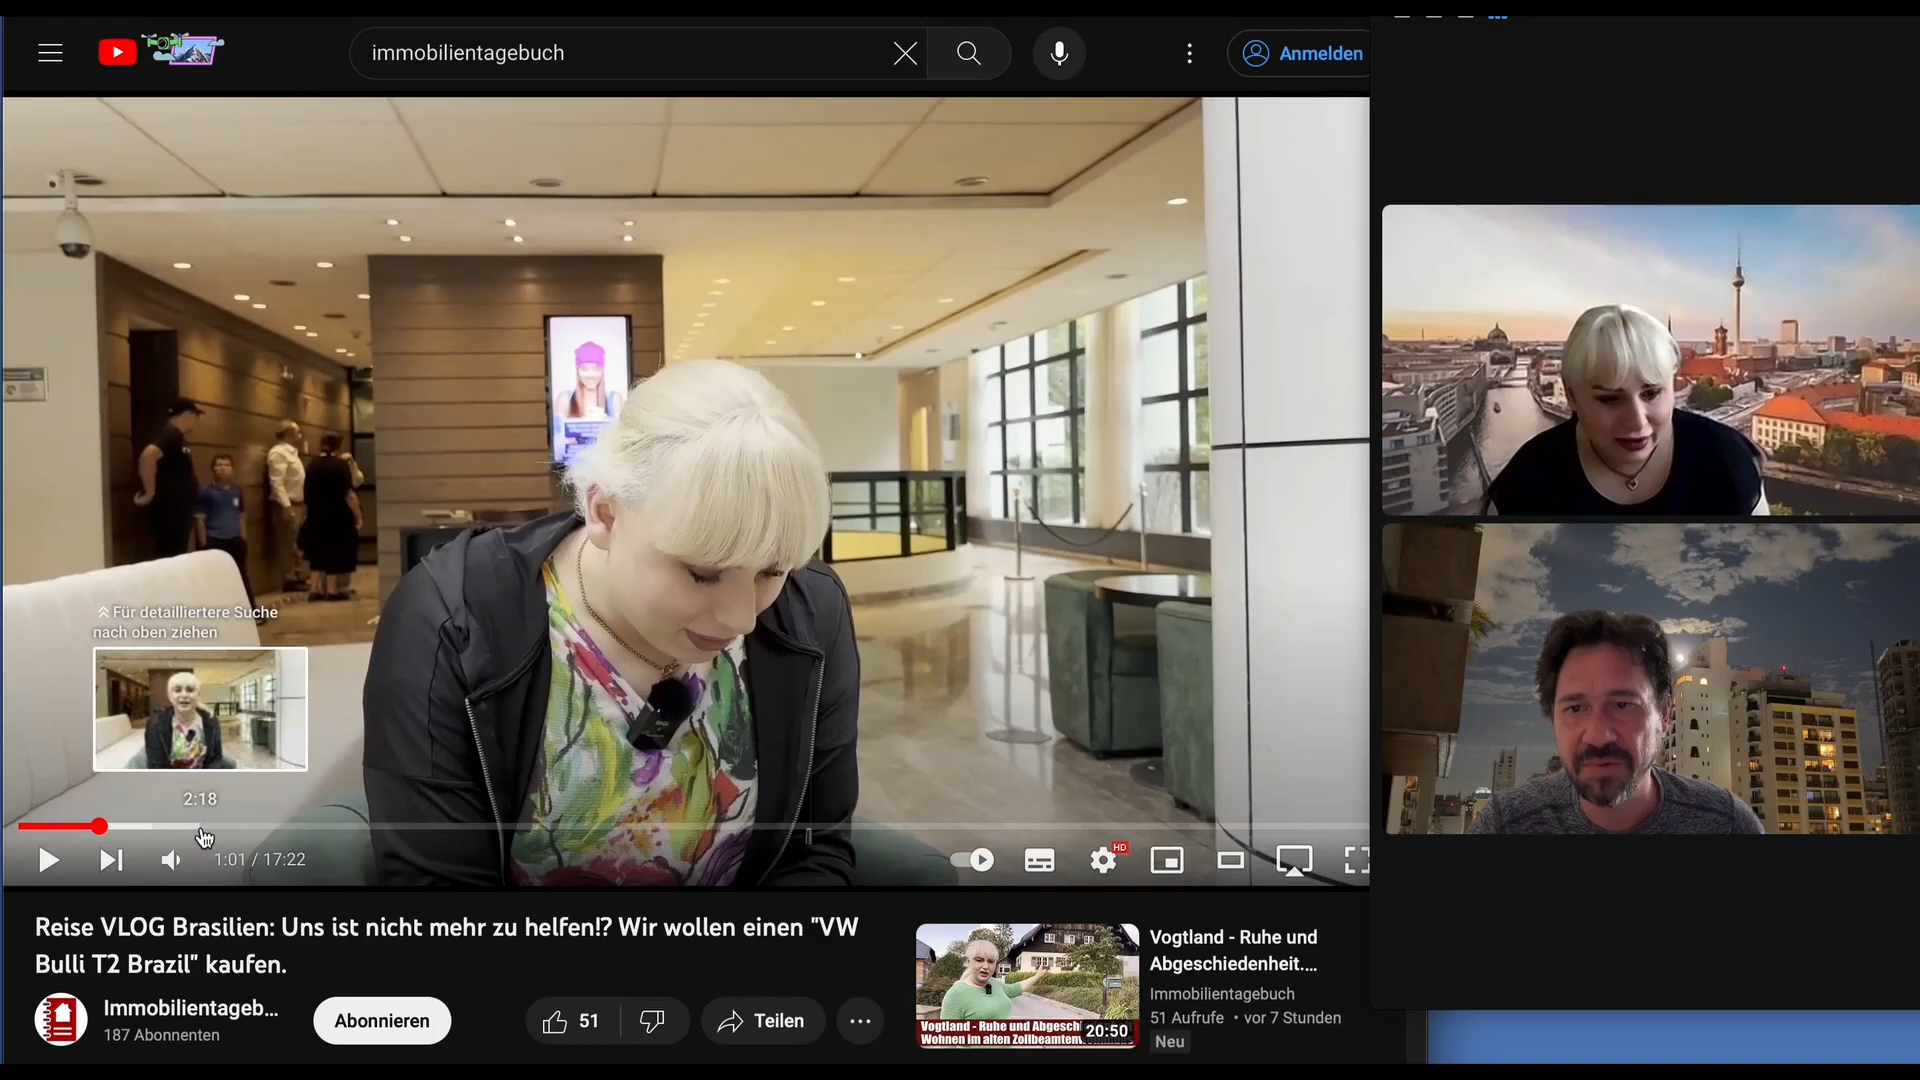 immobilientagebuch
Anmelden
Für detailliertere Suche
nach oben ziehen
2:18
1:01 / 17:22
HD
Reise VLOG Brasilien: Uns ist nicht mehr zu helfen!? Wir wollen einen "VW
Bulli T2 Brazil" kaufen.
Immobilientageb...
187 Abonnenten
Abonnieren
51
Teilen
Vogtland - Ruhe und Abgesch
Wohnen im alten Zollbeamten
20:50
Vogtland - Ruhe und
Abgeschiedenheit....
Immobilientagebuch
51 Aufrufe • vor 7 Stunden
Neu